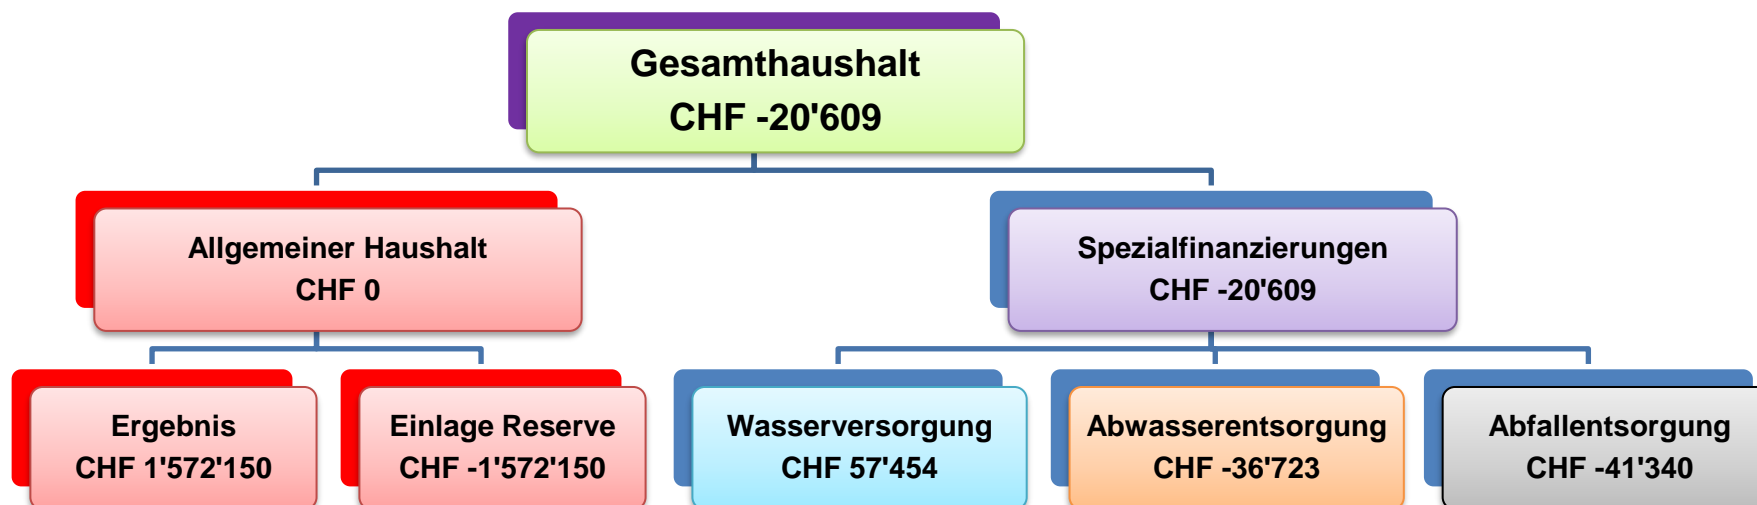 Gesamthaushalt
CHF -20'609
Allgemeiner Haushalt
CHF 0
Spezialfinanzierungen
CHF -20'609
Ergebnis
CHF 1'572'150
Einlage Reserve
CHF -1'572'150
Wasserversorgung
CHF 57'454
Abwasserentsorgung
CHF -36'723
Abfallentsorgung
CHF -41'340